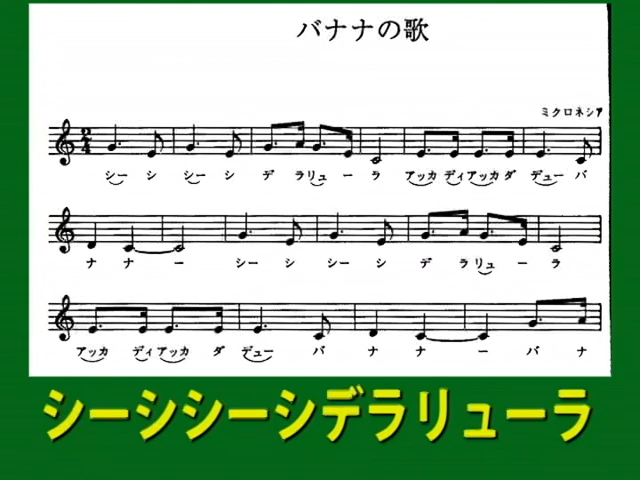 バナナの歌
ミクロネシア
2 4
シーシ シーシ デ ラリューラ アッカ ディアッカダ デューバ
ナナー シーシ シーシ デ ラリューラ
アッカ ディアッカダ デューバ ナナーバナ
シーシシーシデラリューラ